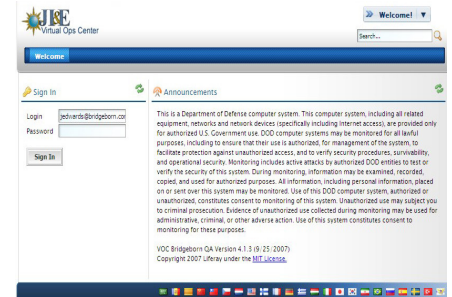 JI&E
Virtual Ops Center
Welcome!
Search...
Welcome
Sign In
Announcements
Login jedwards@bridgeborn.cor
Password
Sign In
This is a Department of Defense computer system. This computer system, including all related
equipment, networks and network devices (specifically including Internet access), are provided only
for authorized U.S. Government use. DOD computer systems may be monitored for all lawful
purposes, including to ensure that their use is authorized, for management of the system, to
facilitate protection against unauthorized access, and to verify security procedures, survivability,
and operational security. Monitoring includes active attacks by authorized DOD entities to test or
verify the security of this system. During monitoring, information may be examined, recorded,
copied, and used for authorized purposes. All information, including personal information, placed
on or sent over this system may be monitored. Use of this DOD computer system, authorized or
unauthorized, constitutes consent to monitoring of this system. Unauthorized use may subject you
to criminal prosecution. Evidence of unauthorized use collected during monitoring may be used for
administrative, criminal, or other adverse action. Use of this system constitutes consent to
monitoring for these purposes.
VOC Bridgeborn QA Version 4.1.3 (9/25/2007)
Copyright 2007 Liferay under the MIT License.